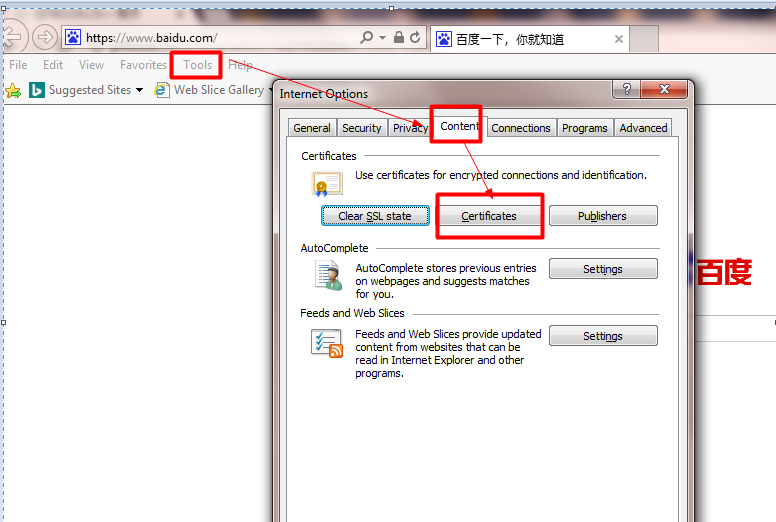 https://www.baidu.com/
百度一下，你就知道
File Edit View Favorites Tools Help
Suggested Sites Web Slice Gallery
Internet Options
General Security Privacy Content Connections Programs Advanced
Certificates
Use certificates for encrypted connections and identification.
Clear SSL state Certificates Publishers
AutoComplete
AutoComplete stores previous entries
on webpages and suggests matches
for you.
Settings
Feeds and Web Slices
Feeds and Web Slices provide updated
content from websites that can be
read in Internet Explorer and other
programs.
Settings
百度